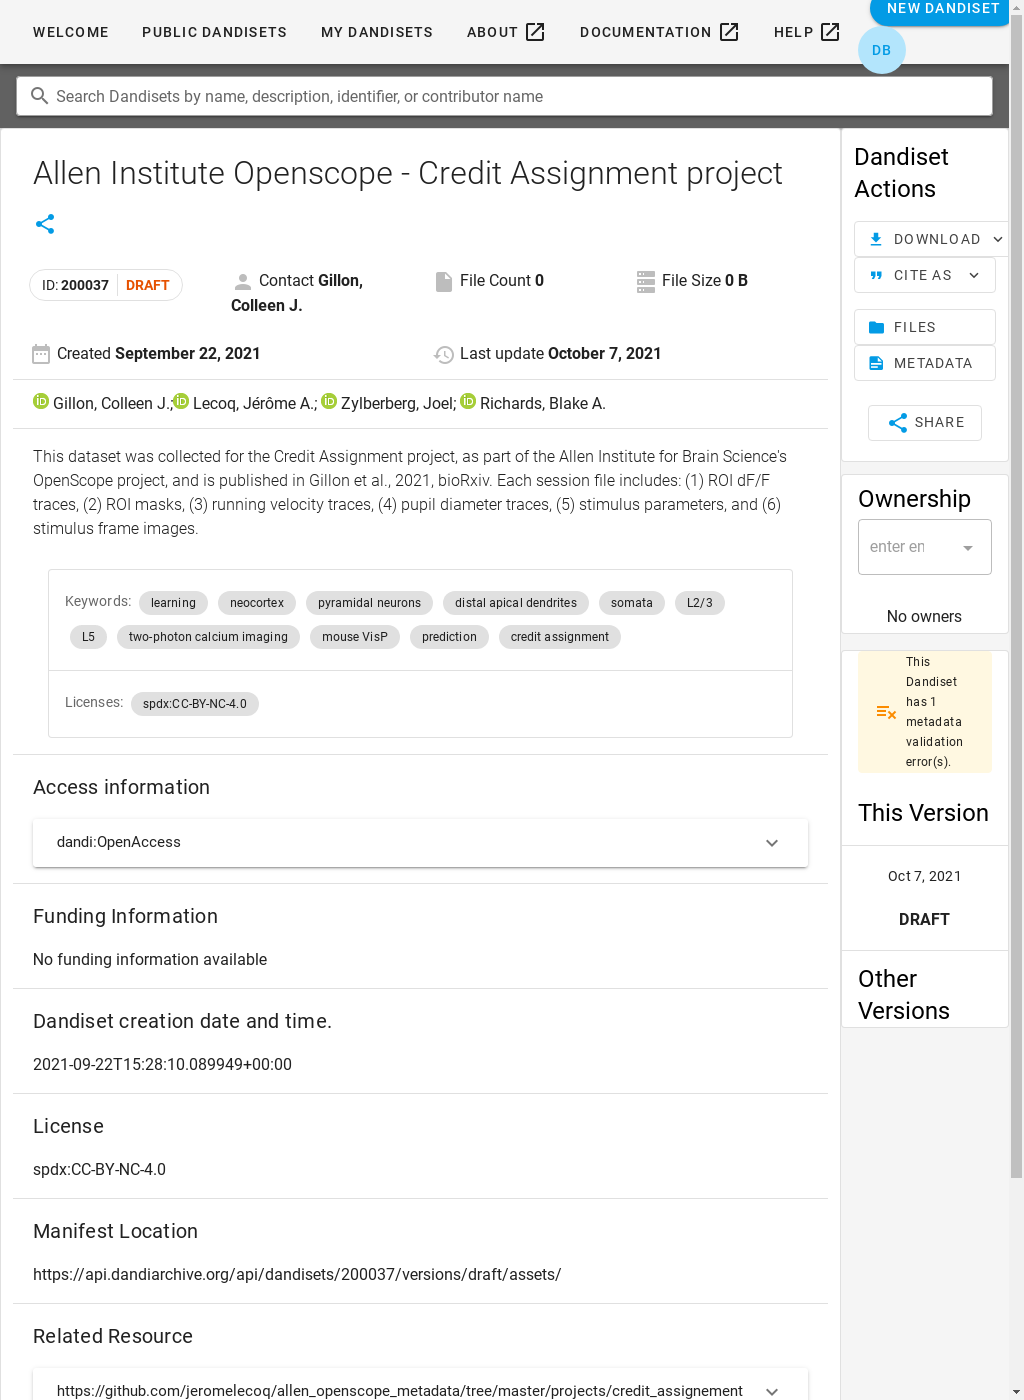 NEW DANDISET
WELCOME PUBLIC DANDISETS MY DANDISETS ABOUT DOCUMENTATION HELP
DB
Search Dandisets by name, description, identifier, or contributor name
Allen Institute Openscope - Credit Assignment project
ID: 200037 DRAFT
Contact Gillon, Colleen J.
File Count 0
File Size 0 B
Created September 22, 2021
Last update October 7, 2021
Gillon, Colleen J.; Lecoq, Jérôme A.; Zylberberg, Joel; Richards, Blake A.
This dataset was collected for the Credit Assignment project, as part of the Allen Institute for Brain Science's
OpenScope project, and is published in Gillon et al., 2021, bioRxiv. Each session file includes: (1) ROI dF/F
traces, (2) ROI masks, (3) running velocity traces, (4) pupil diameter traces, (5) stimulus parameters, and (6)
stimulus frame images.
Keywords: learning neocortex pyramidal neurons distal apical dendrites somata L2/3
L5 two-photon calcium imaging mouse VisP prediction credit assignment
Licenses: spdx:CC-BY-NC-4.0
Access information
dandi:OpenAccess
Funding Information
No funding information available
Dandiset creation date and time.
2021-09-22T15:28:10.089949+00:00
License
spdx:CC-BY-NC-4.0
Manifest Location
https://api.dandiarchive.org/api/dandisets/200037/versions/draft/assets/
Related Resource
https://github.com/jeromelecoq/allen_openscope_metadata/tree/master/projects/credit_assignement
Dandiset
Actions
DOWNLOAD
CITE AS
FILES
METADATA
SHARE
Ownership
enter en
No owners
This
Dandiset
has 1
metadata
validation
error(s).
This Version
Oct 7, 2021
DRAFT
Other
Versions